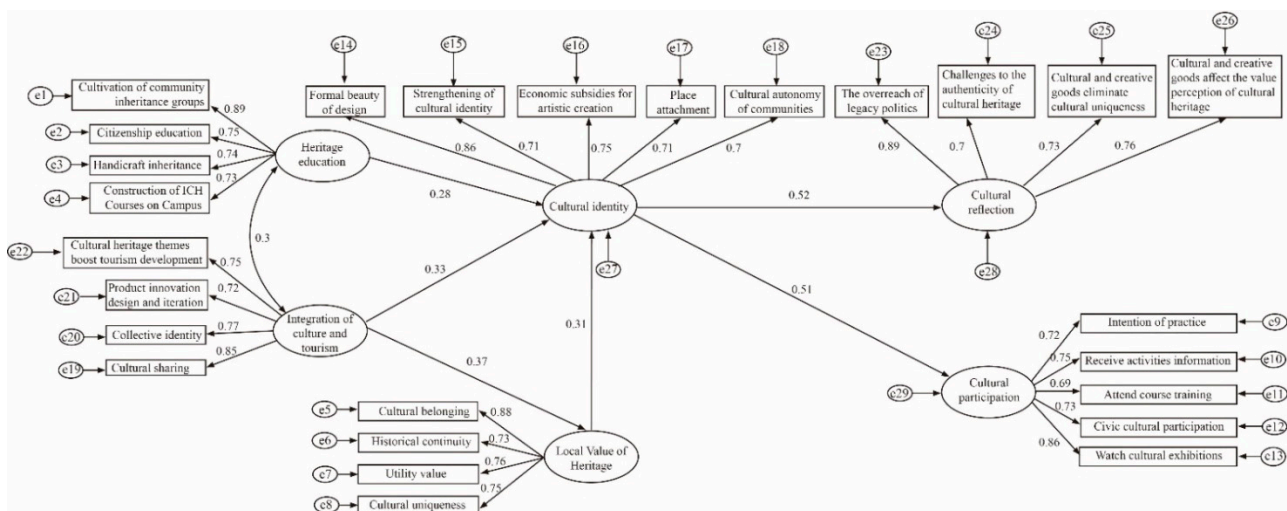 e14
e15
e16
e17
e18
e23
c24
c25
e26
Formal beauty
of design
Strengthening of
cultural identity
Economic subsidies for
artistic creation
Place
attachment
Cultural autonomy
of communities
The overreach of
legacy politics
Challenges to the
authenticity of
cultural heritage
Cultural and creative
goods eliminate
cultural uniqueness
Cultural and creative
goods affect the value
perception of cultural
heritage
0.86
0.71
0.75
0.71
0.7
0.89
0.7
0.73
0.76
e1
Cultivation of community
inheritance groups
0.89
e2
Citizenship education
0.75
e3
Handicraft inheritance
0.74
e4
Construction of ICH
Courses on Campus
0.73
Heritage
education
0.28
Cultural identity
0.52
Cultural
reflection
e27
e28
0.3
e22
Cultural heritage themes
boost tourism development
0.75
c21
Product innovation
design and iteration
0.72
c20
Collective identity
0.77
e19
Cultural sharing
0.85
Integration of
culture and
tourism
0.33
0.31
0.37
0.51
e5
Cultural belonging
0.88
e6
Historical continuity
0.73
e7
Utility value
0.76
c8
Cultural uniqueness
0.75
Local Value of
Heritage
c29
Cultural
participation
0.72
Intention of practice
c9
0.75
Receive activities information
e10
0.69
Attend course training
e11
0.73
Civic cultural participation
e12
0.86
Watch cultural exhibitions
c13